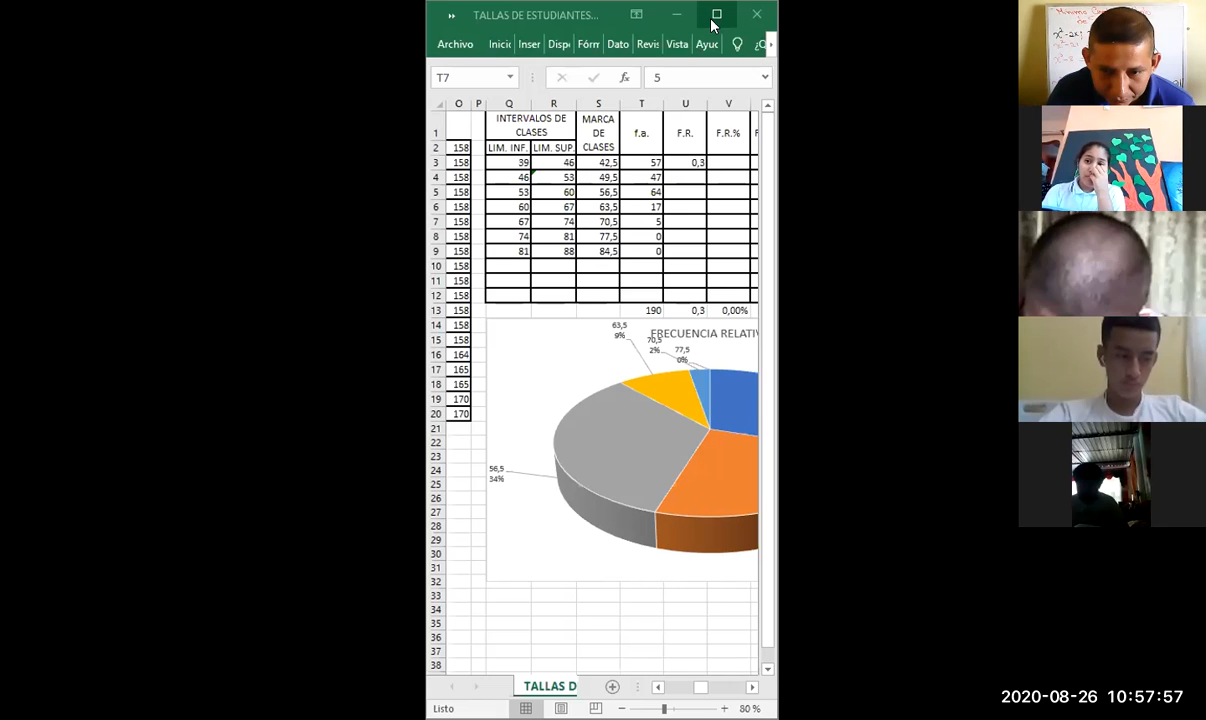 TALLAS DE ESTUDIANTES...
Archivo Inicio Inser Dispo Fórm Dato Revis Vista Ayuc ¿O
T7 fx 5
O P Q R S T U V
1 INTERVALOS DE CLASES MARCA DE CLASES f.a. F.R. F.R.% F
2 158 LIM. INF. LIM. SUP.
3 158 39 46 42,5 57 0,3
4 158 46 53 49,5 47
5 158 53 60 56,5 64
6 158 60 67 63,5 17
7 158 67 74 70,5 5
8 158 74 81 77,5 0
9 158 81 88 84,5 0
10 158
11 158
12 158
13 158 190 0,3 0,00%
14 158
15 158
16 164
17 165
18 165
19 170
20 170
21
22
23
24
25
26
27
28
29
30
31
32
33
34
35
36
37
38
FRECUENCIA RELATIV
63,5
9%
70,5
2%
77,5
0%
56,5
34%
TALLAS D
Listo 80 %
2020-08-26 10:57:57